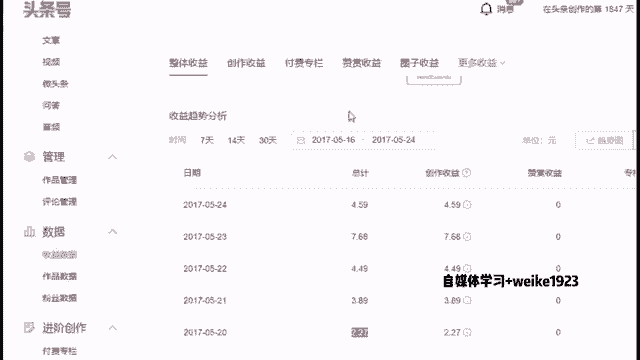 头条号
消息
在头条创作的第 1847 天
文章
视频
微头条
问答
音频
管理
作品管理
评论管理
数据
收益数据
作品数据
粉丝数据
进阶创作
付费专栏
整体收益 创作收益 付费专栏 赞赏收益 圈子收益 更多收益
收益趋势分析
时间 7天 14天 30天 2017-05-16 - 2017-05-24 单位：元 趋势图
日期 总计 创作收益 赞赏收益 专栏
2017-05-24 4.59 4.59 0
2017-05-23 7.68 7.68 0
2017-05-22 4.49 4.49 0
自媒体学习+weike1923
2017-05-21 3.89 3.89 0
2017-05-20 2.27 2.27 0